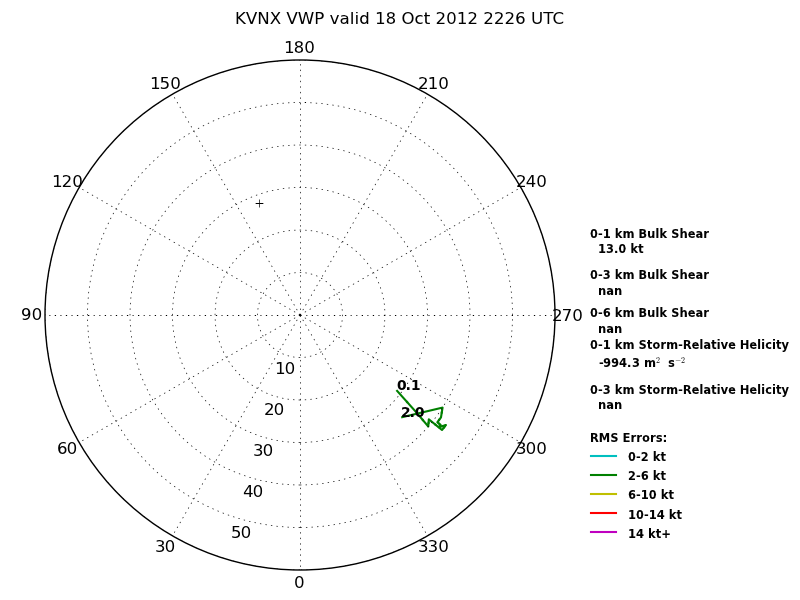 KVNX VWP valid 18 Oct 2012 2226 UTC
180
150
210
120
240
90
270
60
300
30
330
0
10
20
30
40
50
0.1
2.0
0-1 km Bulk Shear
13.0 kt
0-3 km Bulk Shear
nan
0-6 km Bulk Shear
nan
0-1 km Storm-Relative Helicity
-994.3 m² s⁻²
0-3 km Storm-Relative Helicity
nan
RMS Errors:
0-2 kt
2-6 kt
6-10 kt
10-14 kt
14 kt+